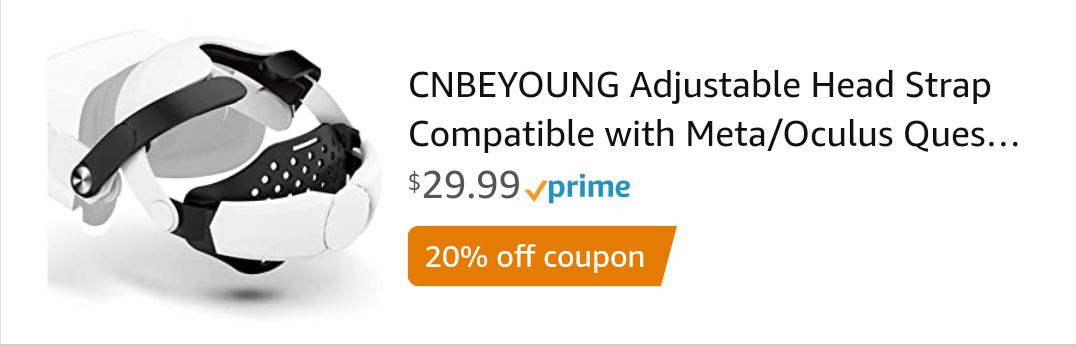 CNBEYOUNG Adjustable Head Strap
Compatible with Meta/Oculus Ques...
$29.99 prime
20% off coupon